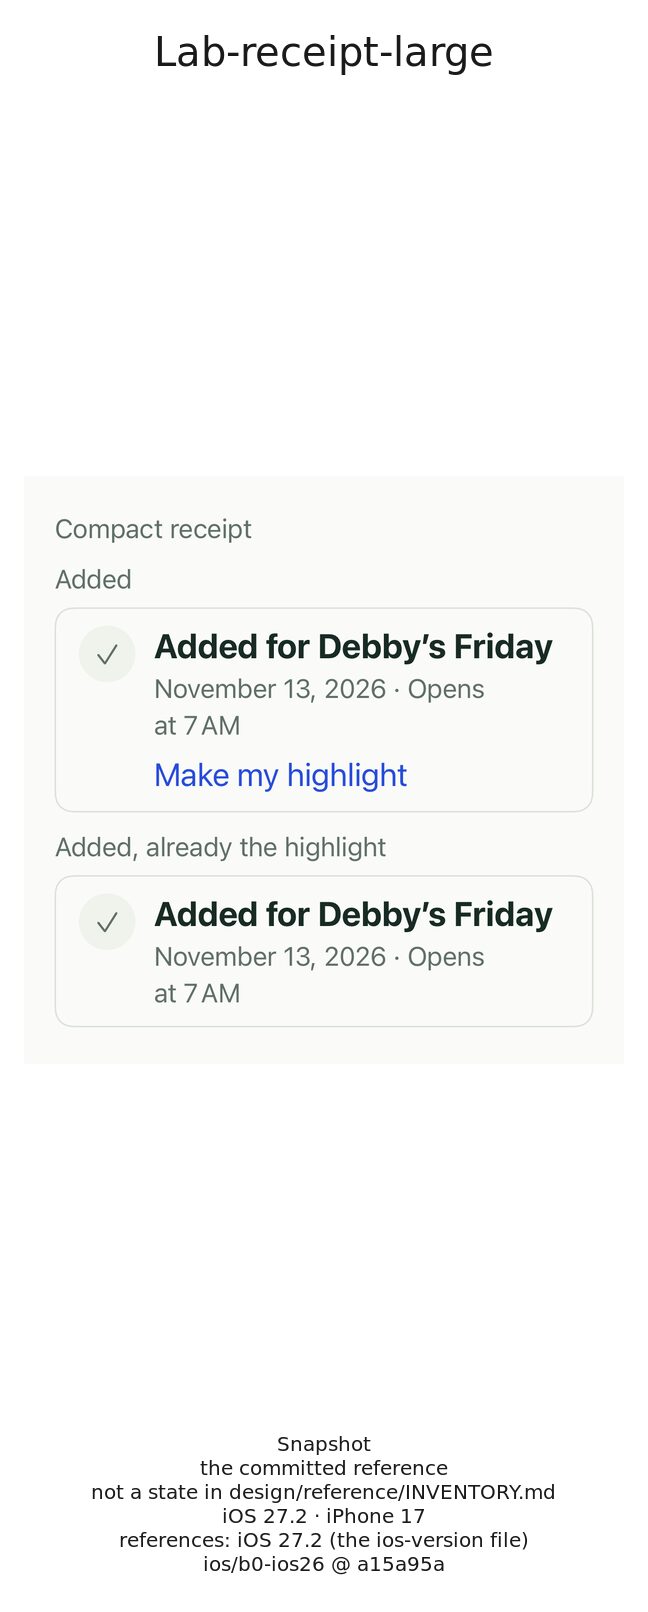 Lab-receipt-large
Compact receipt
Added
Added for Debby’s Friday
November 13, 2026 · Opens
at 7 AM
Make my highlight
Added, already the highlight
Added for Debby’s Friday
November 13, 2026 · Opens
at 7 AM
Snapshot
the committed reference
not a state in design/reference/INVENTORY.md
iOS 27.2 · iPhone 17
references: iOS 27.2 (the ios-version file)
ios/b0-ios26 @ a15a95a